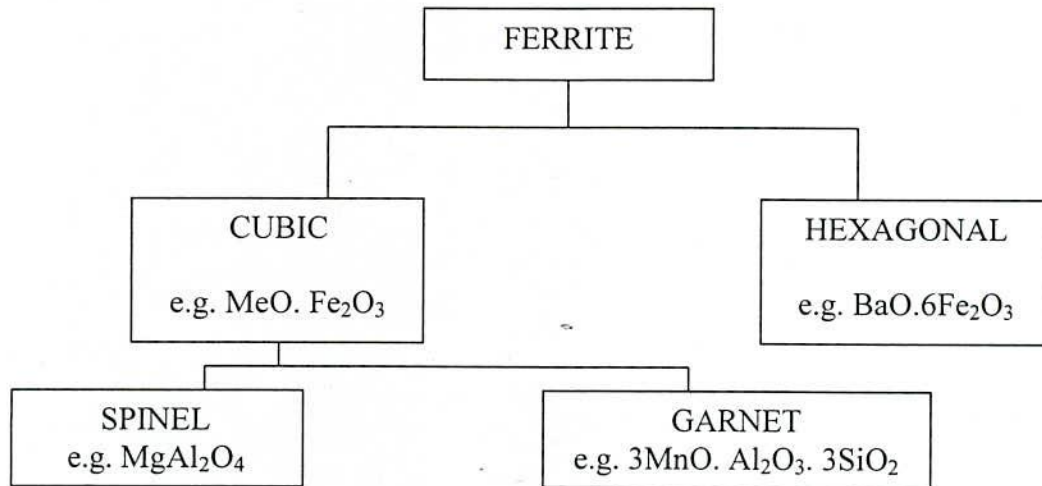 FERRITE
CUBIC
e.g. MeO. Fe₂O₃
HEXAGONAL
e.g. BaO.6Fe₂O₃
SPINEL
e.g. MgAl₂O₄
GARNET
e.g. 3MnO. Al₂O₃. 3SiO₂